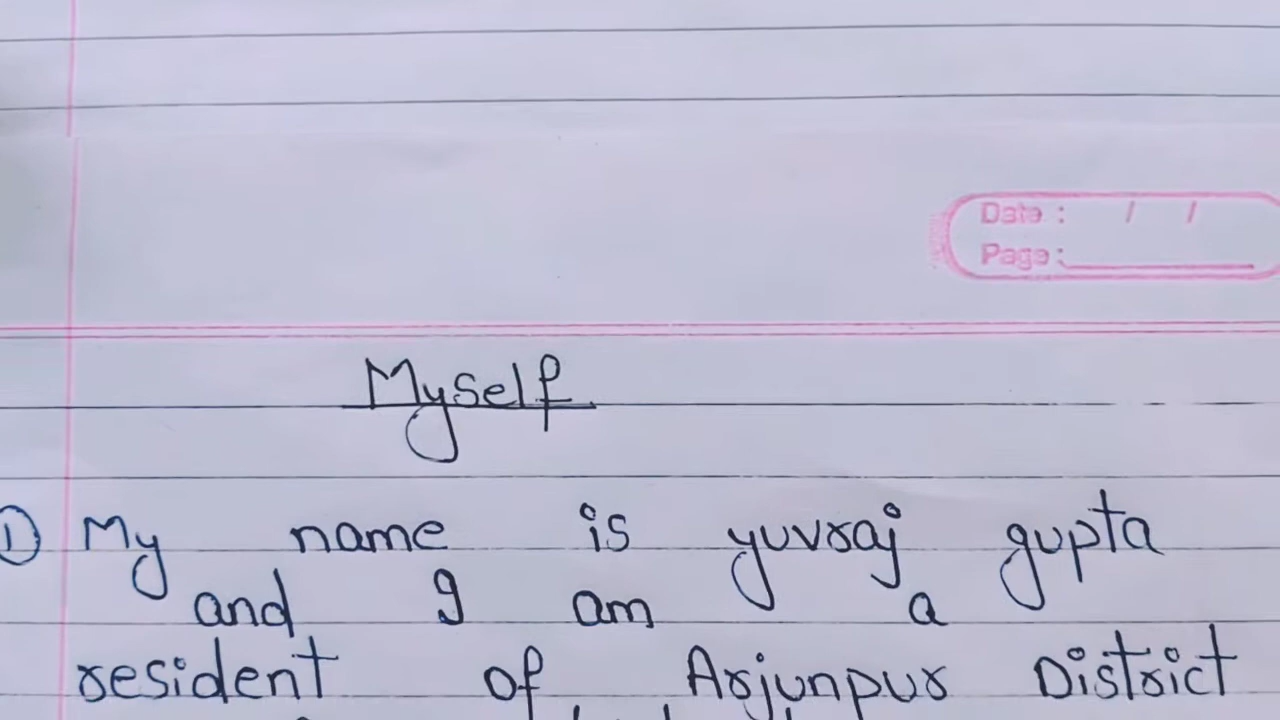 Date : / /
Page :
Myself
1) My name is yuvraj gupta
and I am a
resident of Arjunpur District